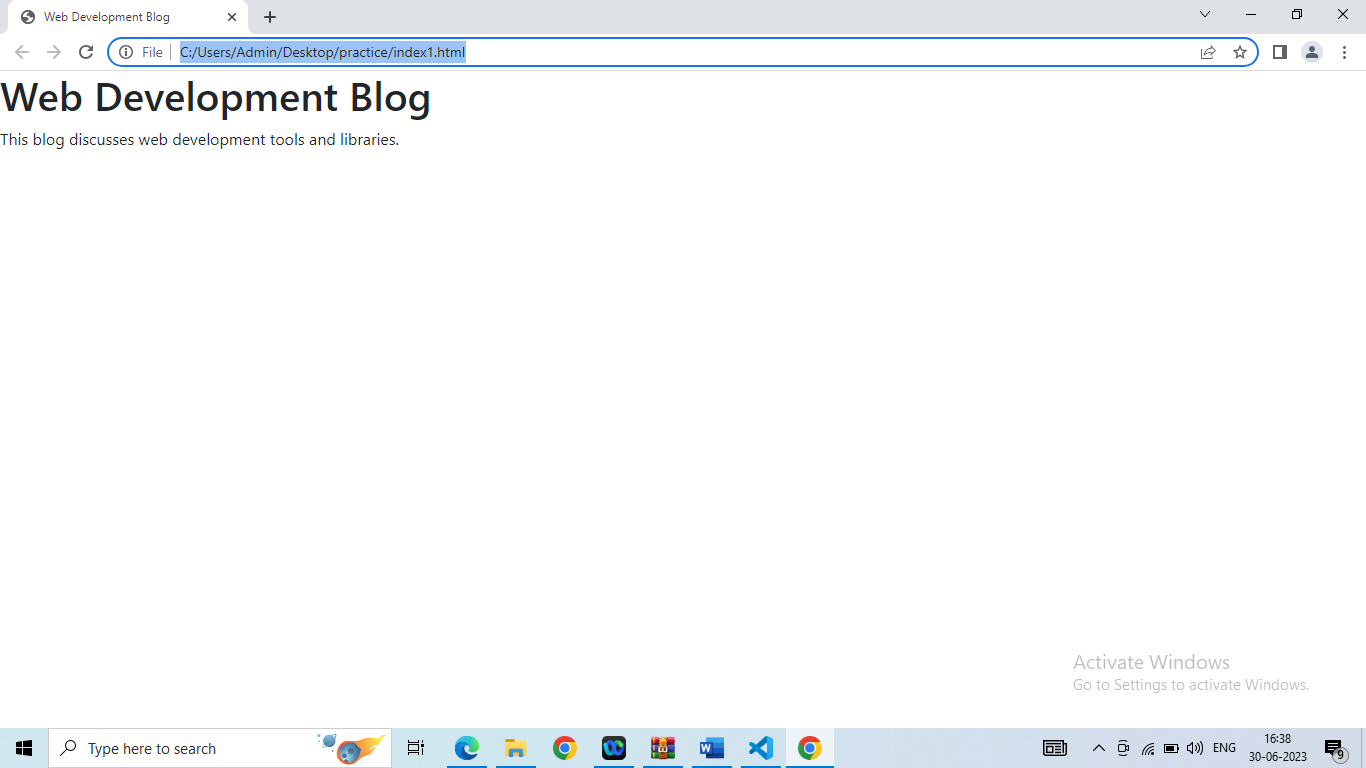 Web Development Blog
File
C:/Users/Admin/Desktop/practice/index1.html
Web Development Blog
This blog discusses web development tools and libraries.
Activate Windows
Go to Settings to activate Windows.
Type here to search
W
ENG
16:38
30-06-2023
9